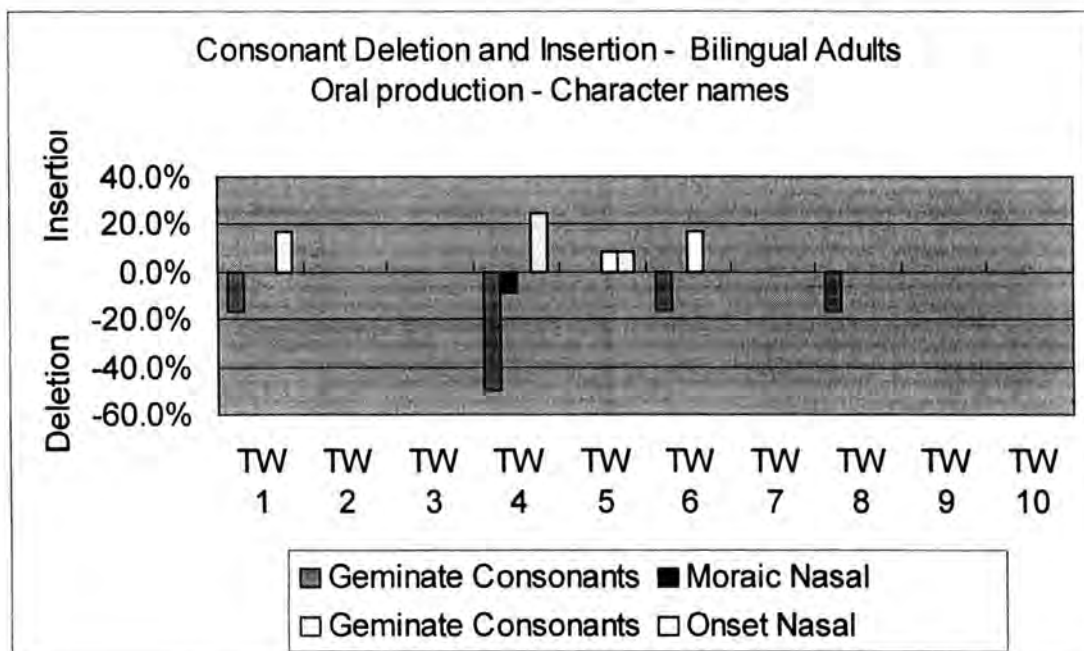 Consonant Deletion and Insertion - Bilingual Adults
Oral production - Character names
Insertion
Deletion
40.0%
20.0%
0.0%
-20.0%
-40.0%
-60.0%
TW 1
TW 2
TW 3
TW 4
TW 5
TW 6
TW 7
TW 8
TW 9
TW 10
Geminate Consonants
Moraic Nasal
Geminate Consonants
Onset Nasal